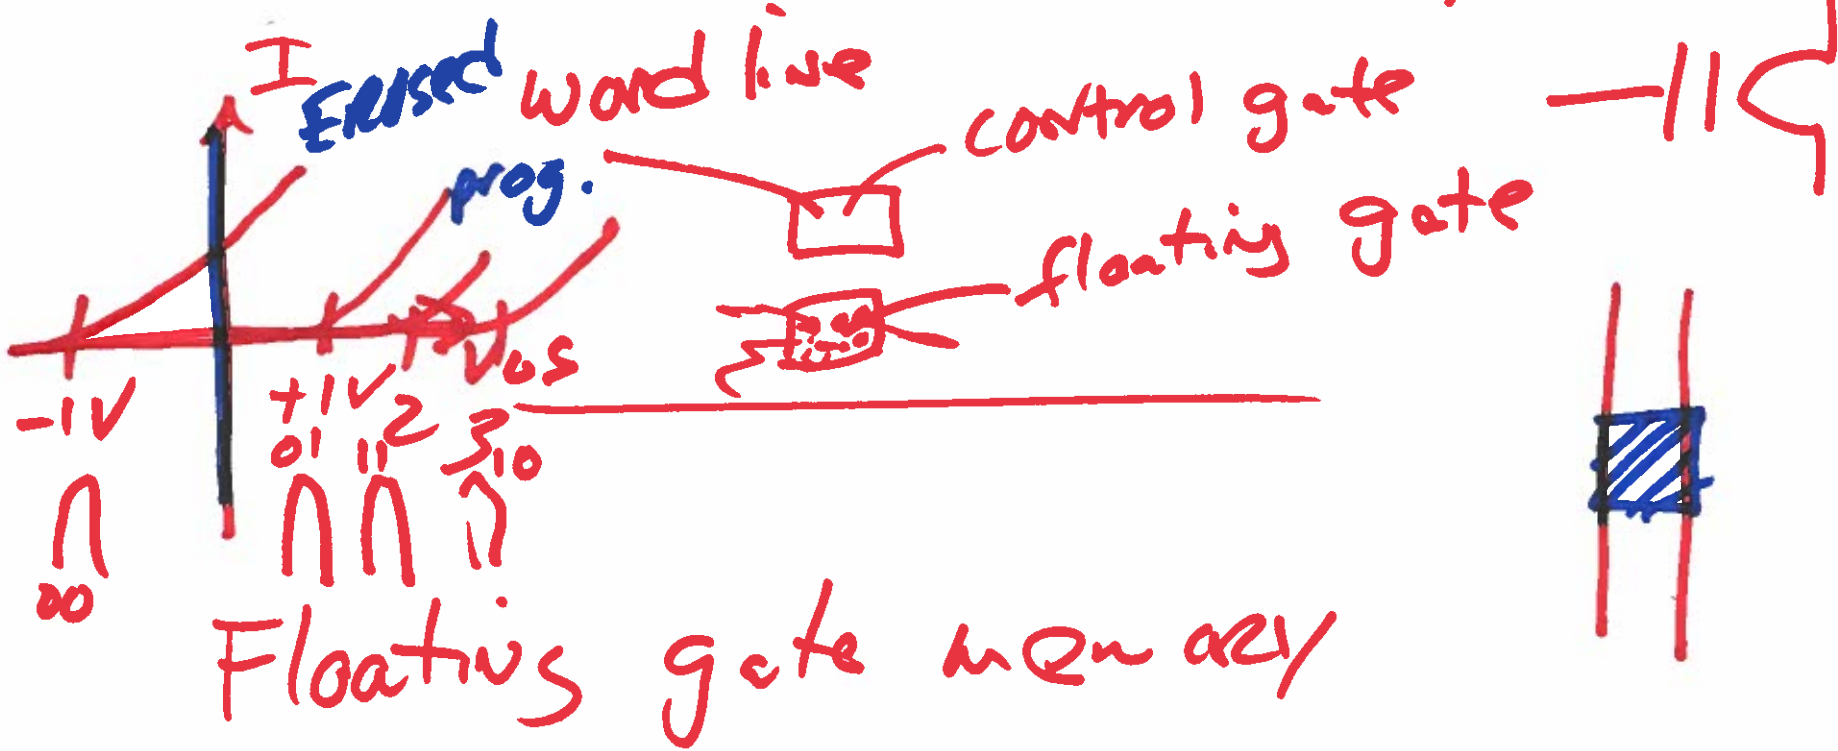 I
ERASED
word line
control gate
prog.
floating gate
VGS
-1V
+1V
2
3
01
11
10
00
Floating gate memory